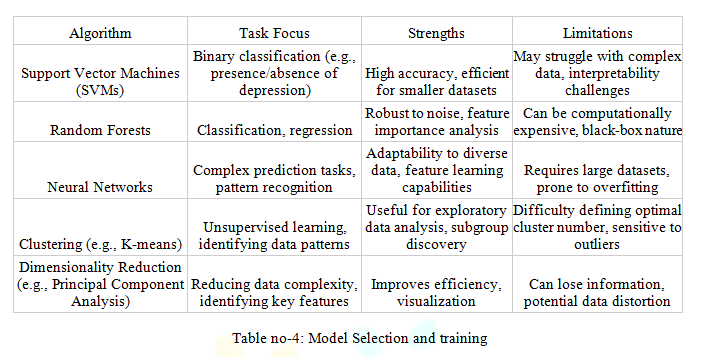 Algorithm Task Focus Strengths Limitations
Support Vector Machines (SVMs)
Binary classification (e.g., presence/absence of depression)
High accuracy, efficient for smaller datasets
May struggle with complex data, interpretability challenges
Random Forests
Classification, regression
Robust to noise, feature importance analysis
Can be computationally expensive, black-box nature
Neural Networks
Complex prediction tasks, pattern recognition
Adaptability to diverse data, feature learning capabilities
Requires large datasets, prone to overfitting
Clustering (e.g., K-means)
Unsupervised learning, identifying data patterns
Useful for exploratory data analysis, subgroup discovery
Difficulty defining optimal cluster number, sensitive to outliers
Dimensionality Reduction (e.g., Principal Component Analysis)
Reducing data complexity, identifying key features
Improves efficiency, visualization
Can lose information, potential data distortion
Table no-4: Model Selection and training